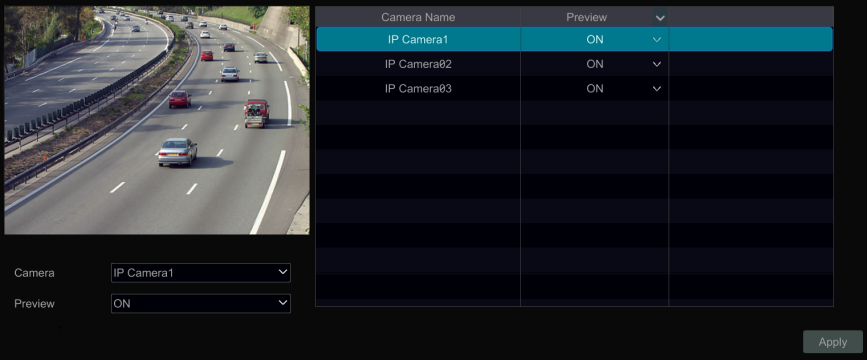 Camera Name Preview
IP Camera1 ON
IP Camera02 ON
IP Camera03 ON
Camera IP Camera1
Preview ON
Apply